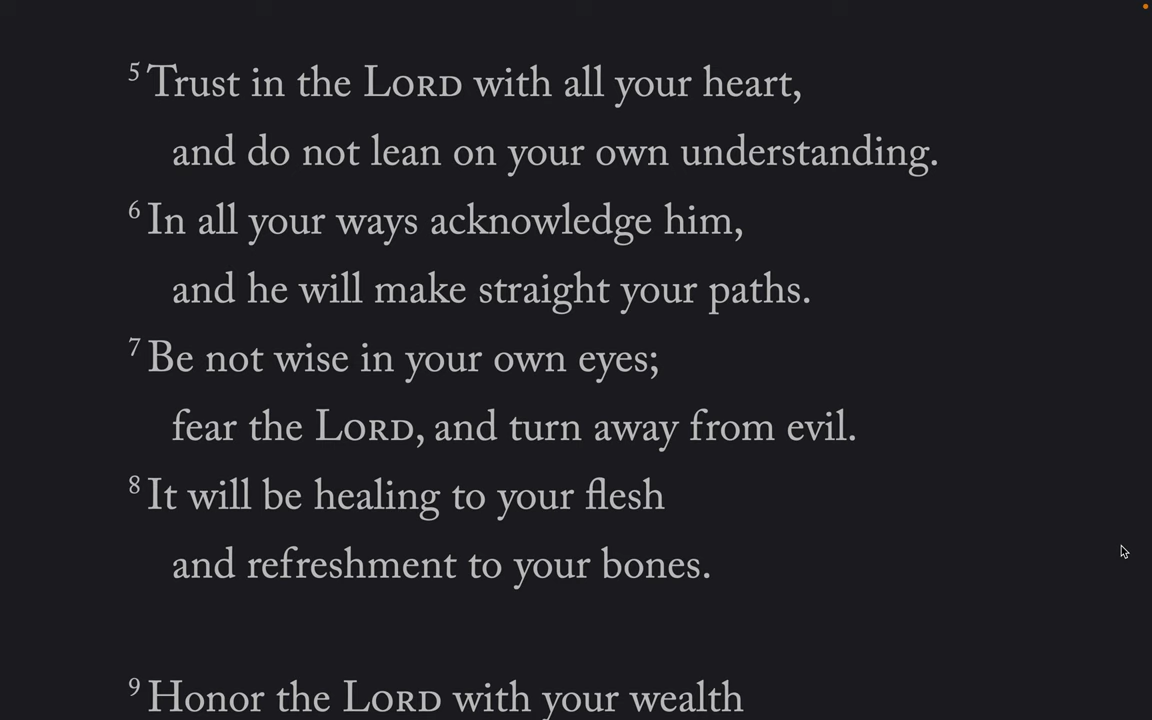 5 Trust in the LORD with all your heart,
and do not lean on your own understanding.
6 In all your ways acknowledge him,
and he will make straight your paths.
7 Be not wise in your own eyes;
fear the LORD, and turn away from evil.
8 It will be healing to your flesh
and refreshment to your bones.
9 Honor the LORD with your wealth